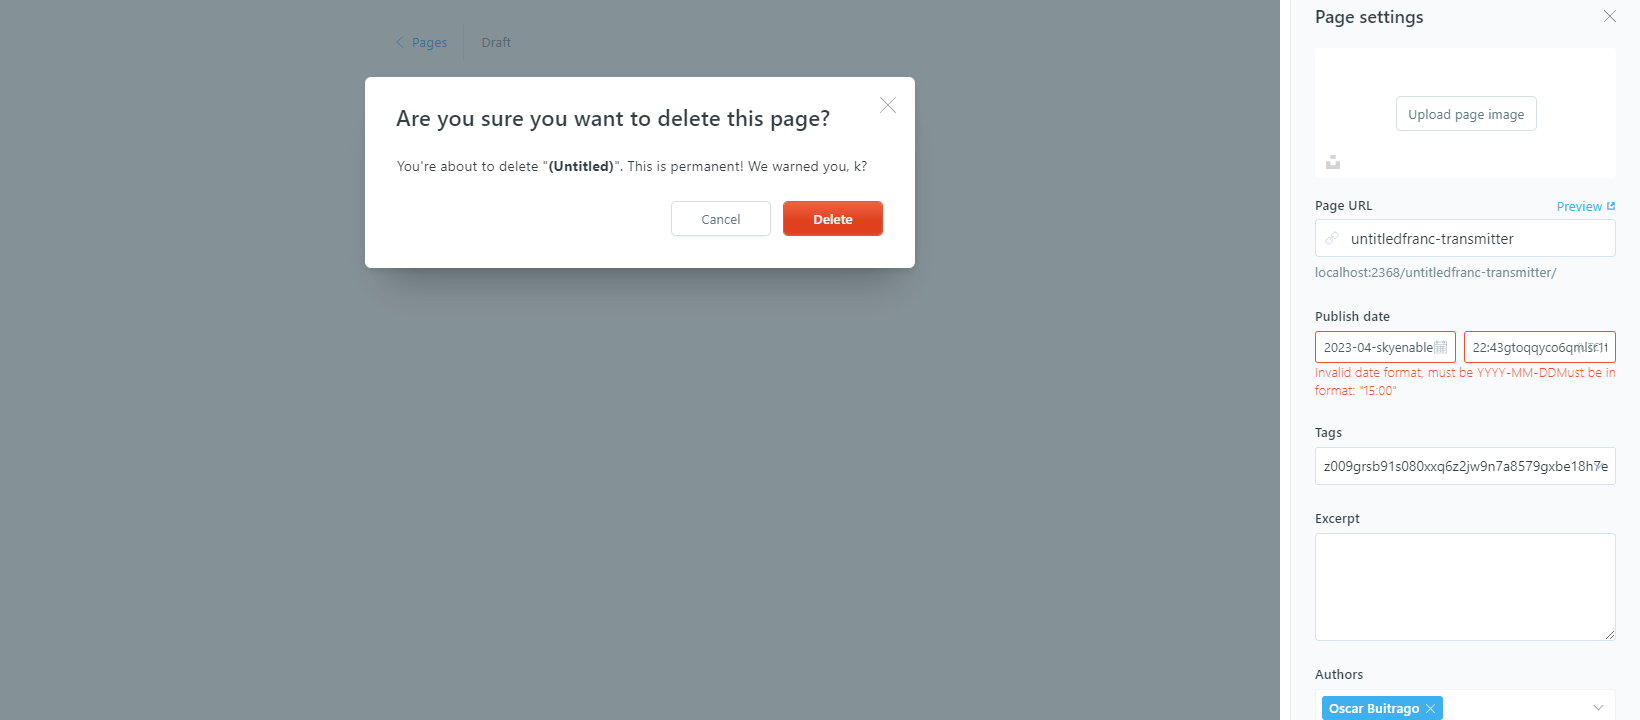 Pages
Draft
Are you sure you want to delete this page?
You're about to delete "(Untitled)". This is permanent! We warned you, k?
Cancel
Delete
Page settings
Upload page image
Page URL
Preview
untitledfranc-transmitter
localhost:2368/untitledfranc-transmitter/
Publish date
2023-04-skyenable
Invalid date format, must be YYYY-MM-DDMust be in
format: "15:00"
Tags
z009grsb91s080xxq6z2jw9n7a8579gxbe18h7e
Excerpt
Authors
Oscar Buitrago